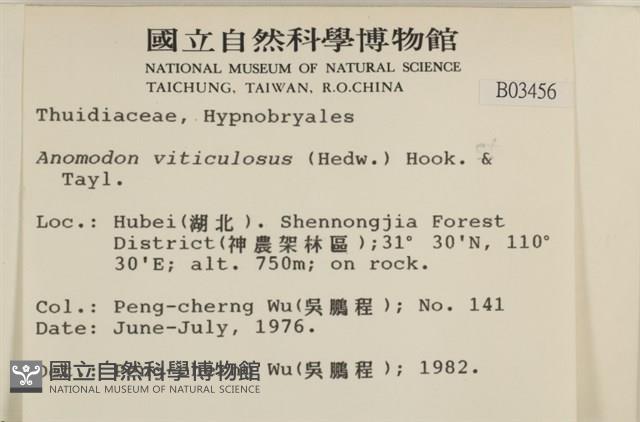 國立自然科學博物館
NATIONAL MUSEUM OF NATURAL SCIENCE
TAICHUNG, TAIWAN, R.O.CHINA
B03456
Thuidiaceae, Hypnobryales
Anomodon viticulosus (Hedw.) Hook. &
Tayl.
Loc.: Hubei(湖北). Shennongjia Forest
District(神農架林區);31° 30'N, 110°
30'E; alt. 750m; on rock.
Col.: Peng-cherng Wu(吳鵬程); No. 141
Date: June-July, 1976.
Wu(吳鵬程); 1982.
國立自然科學博物館
NATIONAL MUSEUM OF NATURAL SCIENCE